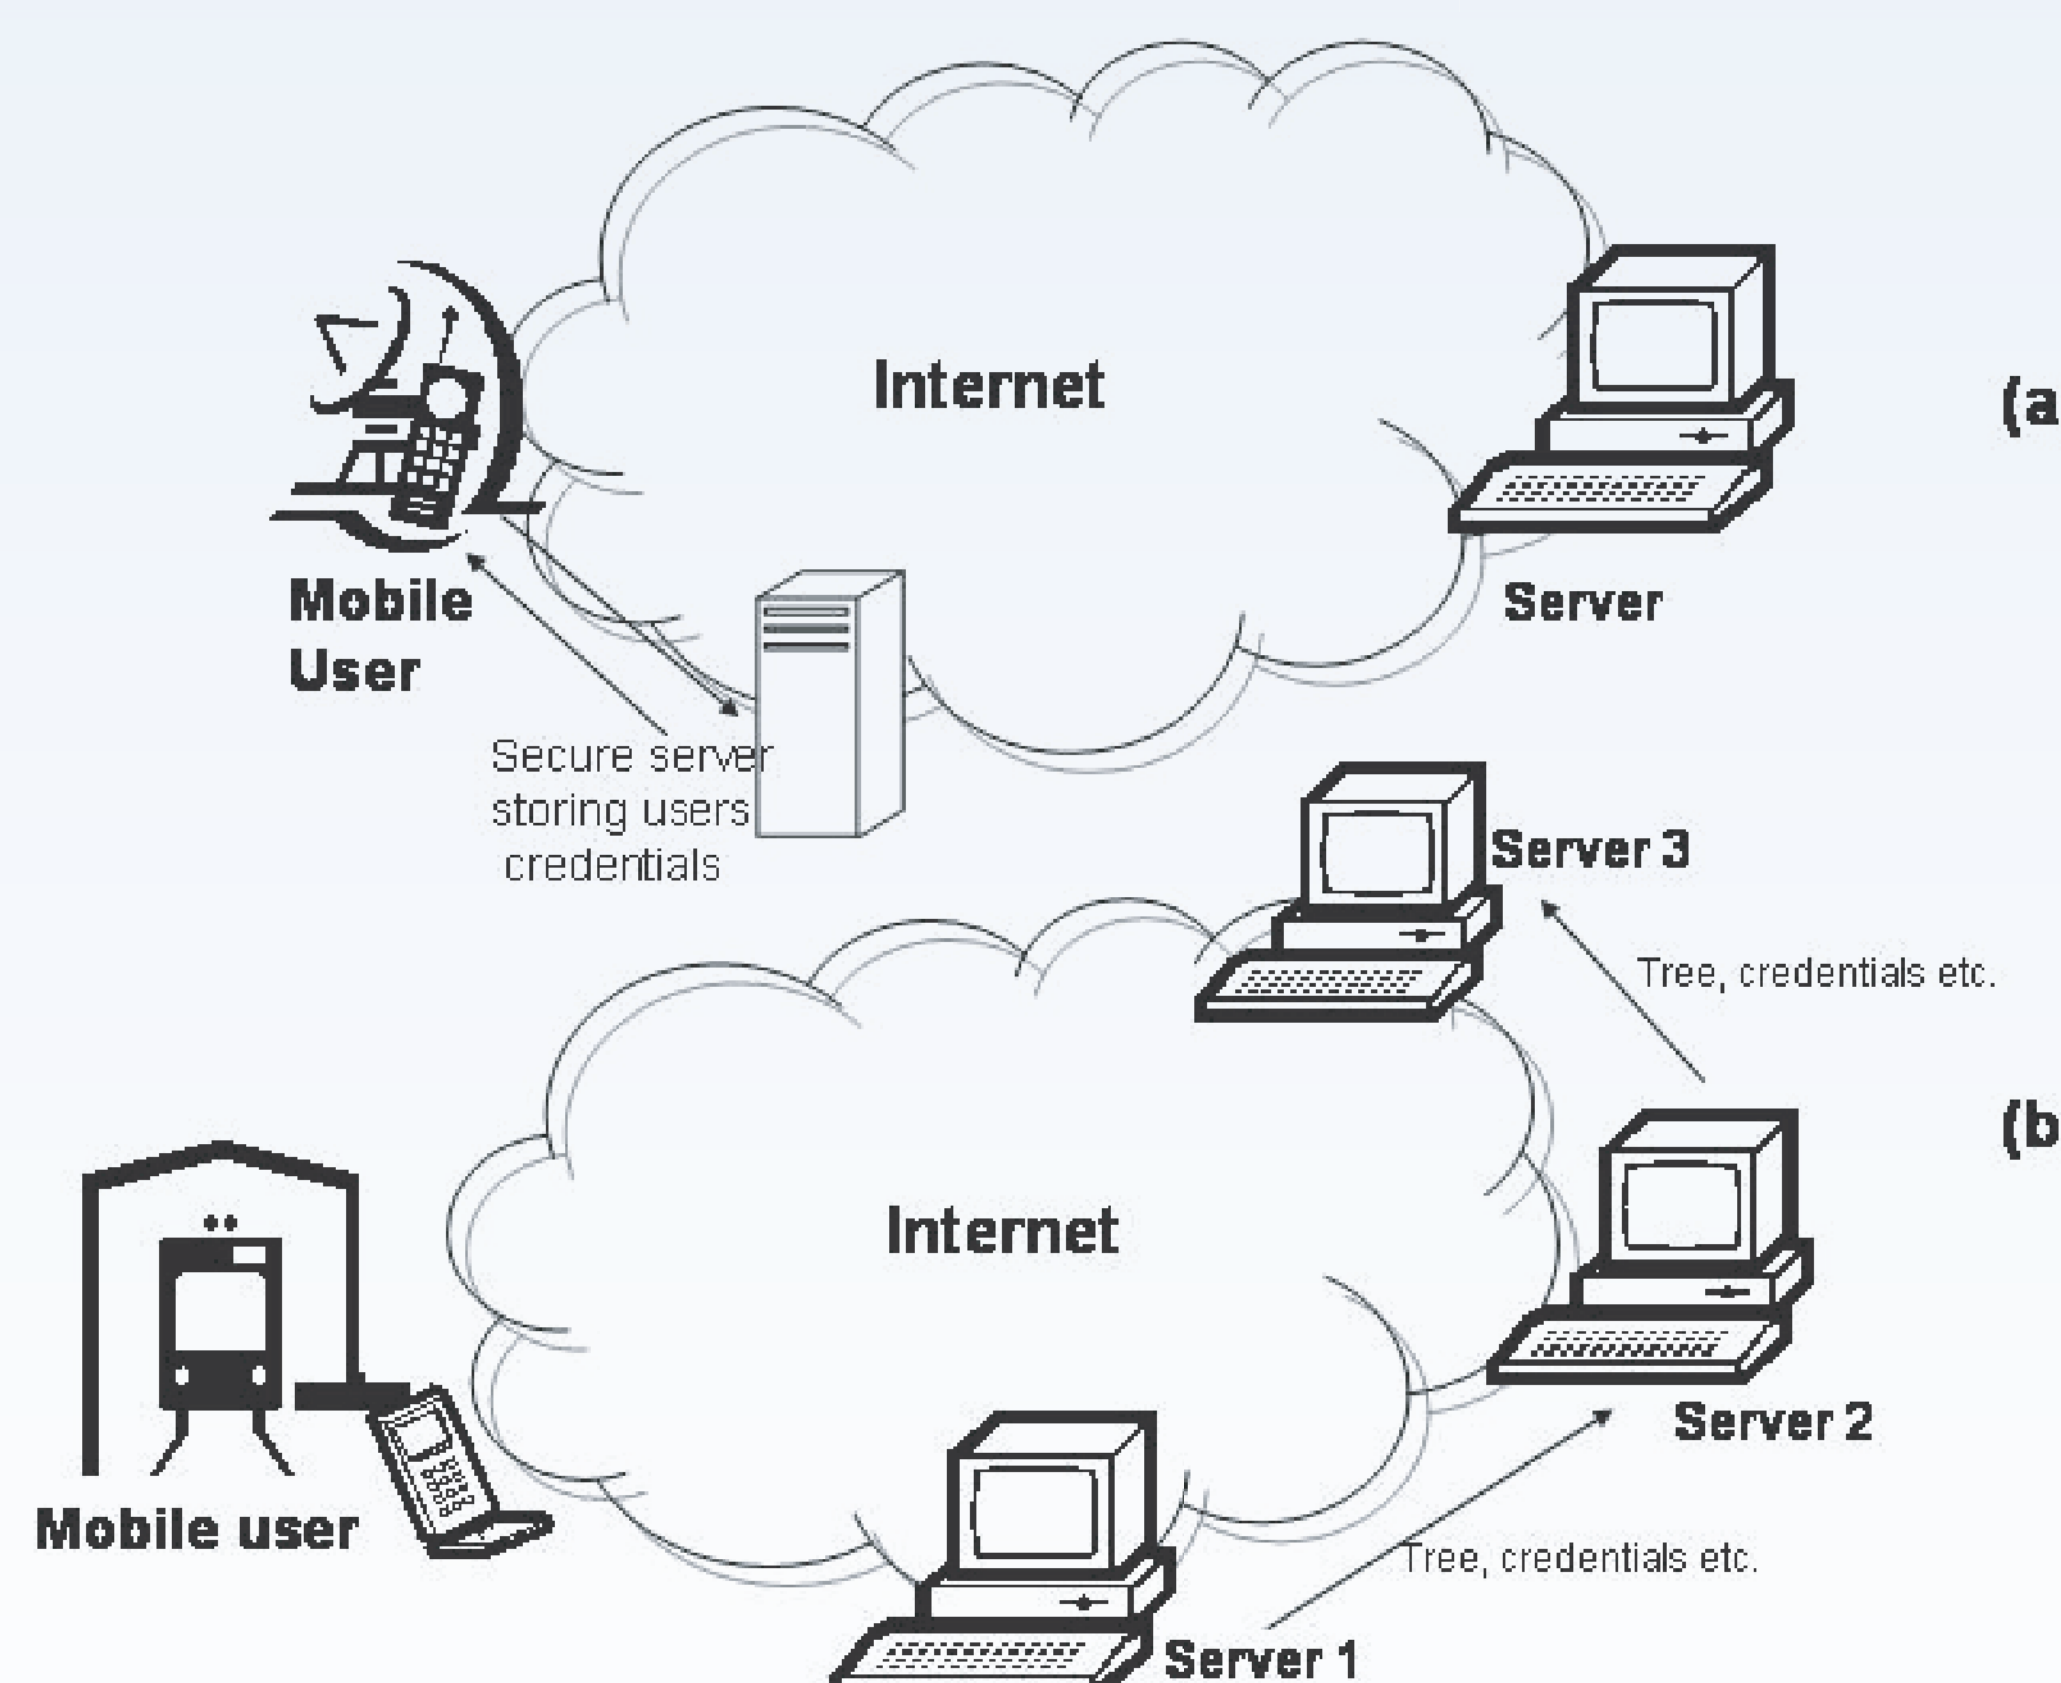 Internet
(a
Mobile
User
Server
Secure server
storing users
credentials
Server 3
Tree, credentials etc.
(b
Internet
Server 2
Mobile user
Tree, credentials etc.
Server 1